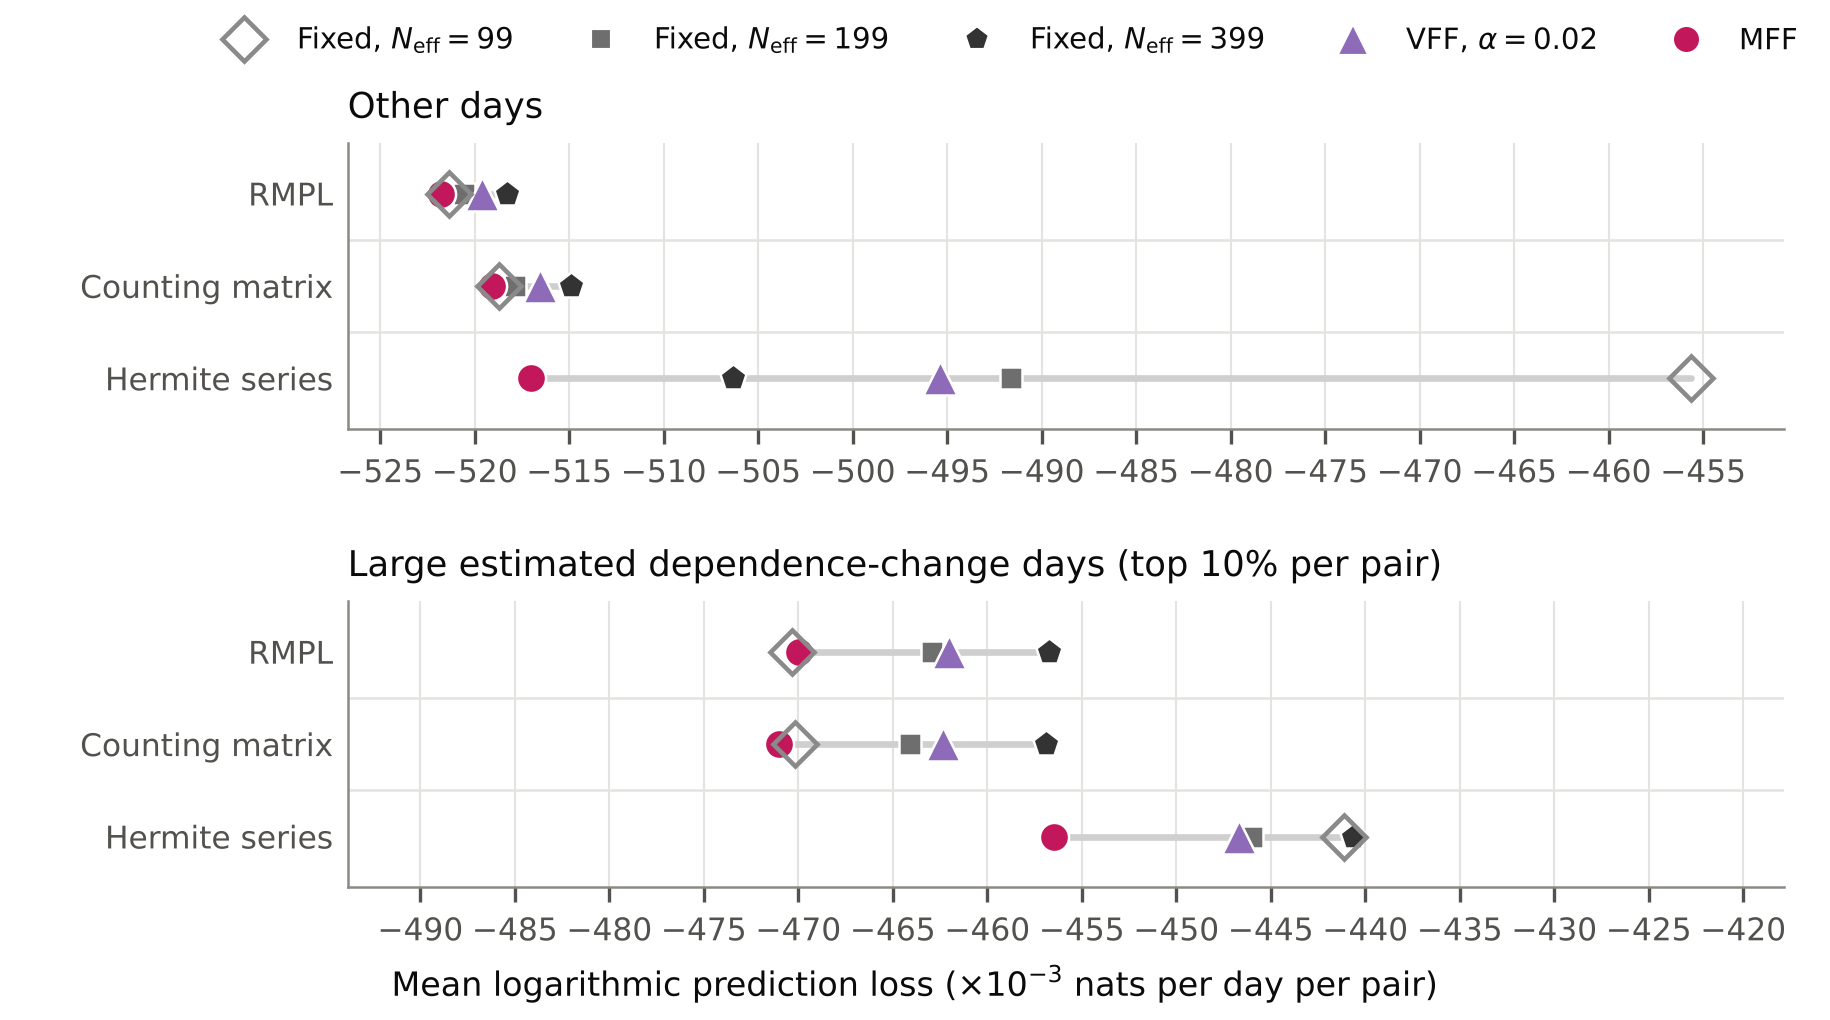 Fixed, N_eff = 99 Fixed, N_eff = 199 Fixed, N_eff = 399 VFF, α = 0.02 MFF
Other days
RMPL
Counting matrix
Hermite series
−525 −520 −515 −510 −505 −500 −495 −490 −485 −480 −475 −470 −465 −460 −455
Large estimated dependence-change days (top 10% per pair)
RMPL
Counting matrix
Hermite series
−490 −485 −480 −475 −470 −465 −460 −455 −450 −445 −440 −435 −430 −425 −420
Mean logarithmic prediction loss (×10⁻³ nats per day per pair)